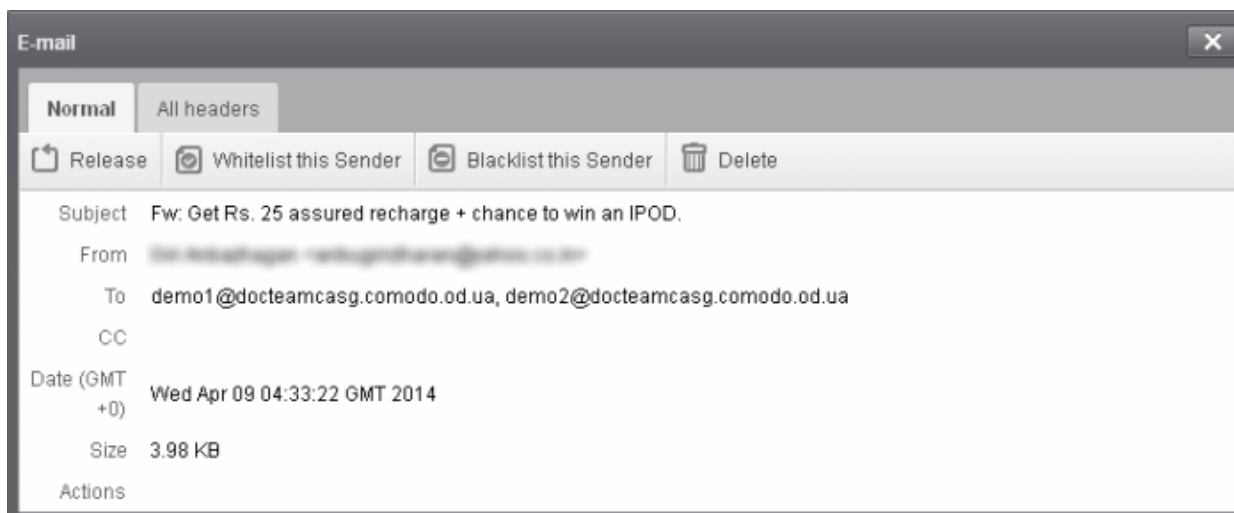 E-mail
Normal All headers
Release Whitelist this Sender Blacklist this Sender Delete
Subject Fw: Get Rs. 25 assured recharge + chance to win an IPOD.
From
To demo1@docteamcasg.comodo.od.ua, demo2@docteamcasg.comodo.od.ua
CC
Date (GMT
+0) Wed Apr 09 04:33:22 GMT 2014
Size 3.98 KB
Actions